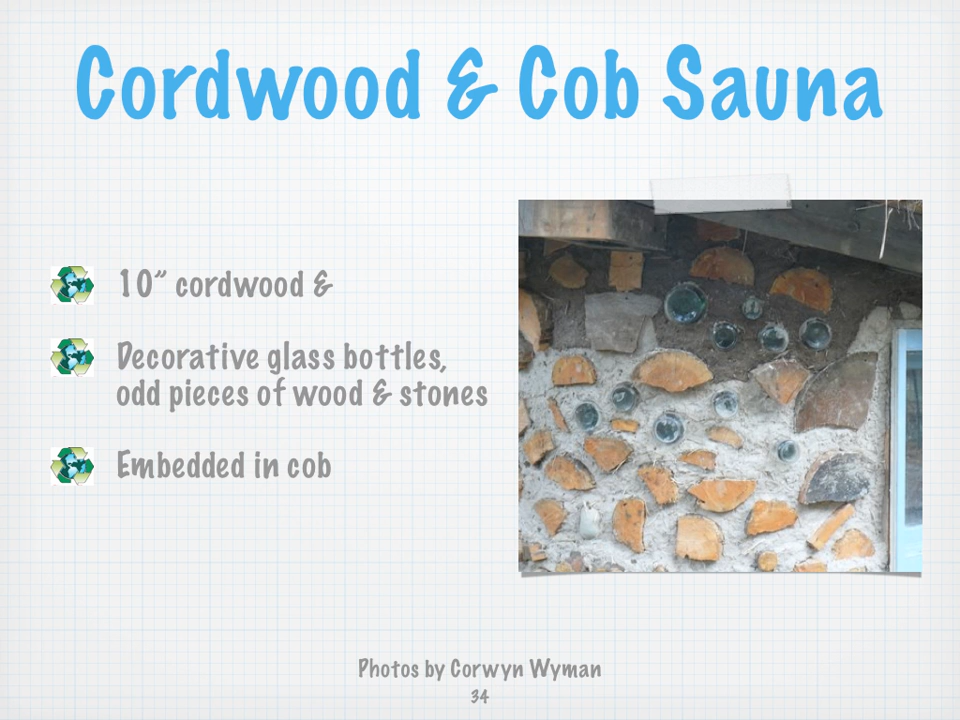 Cordwood & Cob Sauna
10” cordwood &
Decorative glass bottles,
odd pieces of wood & stones
Embedded in cob
Photos by Corwyn Wyman
34